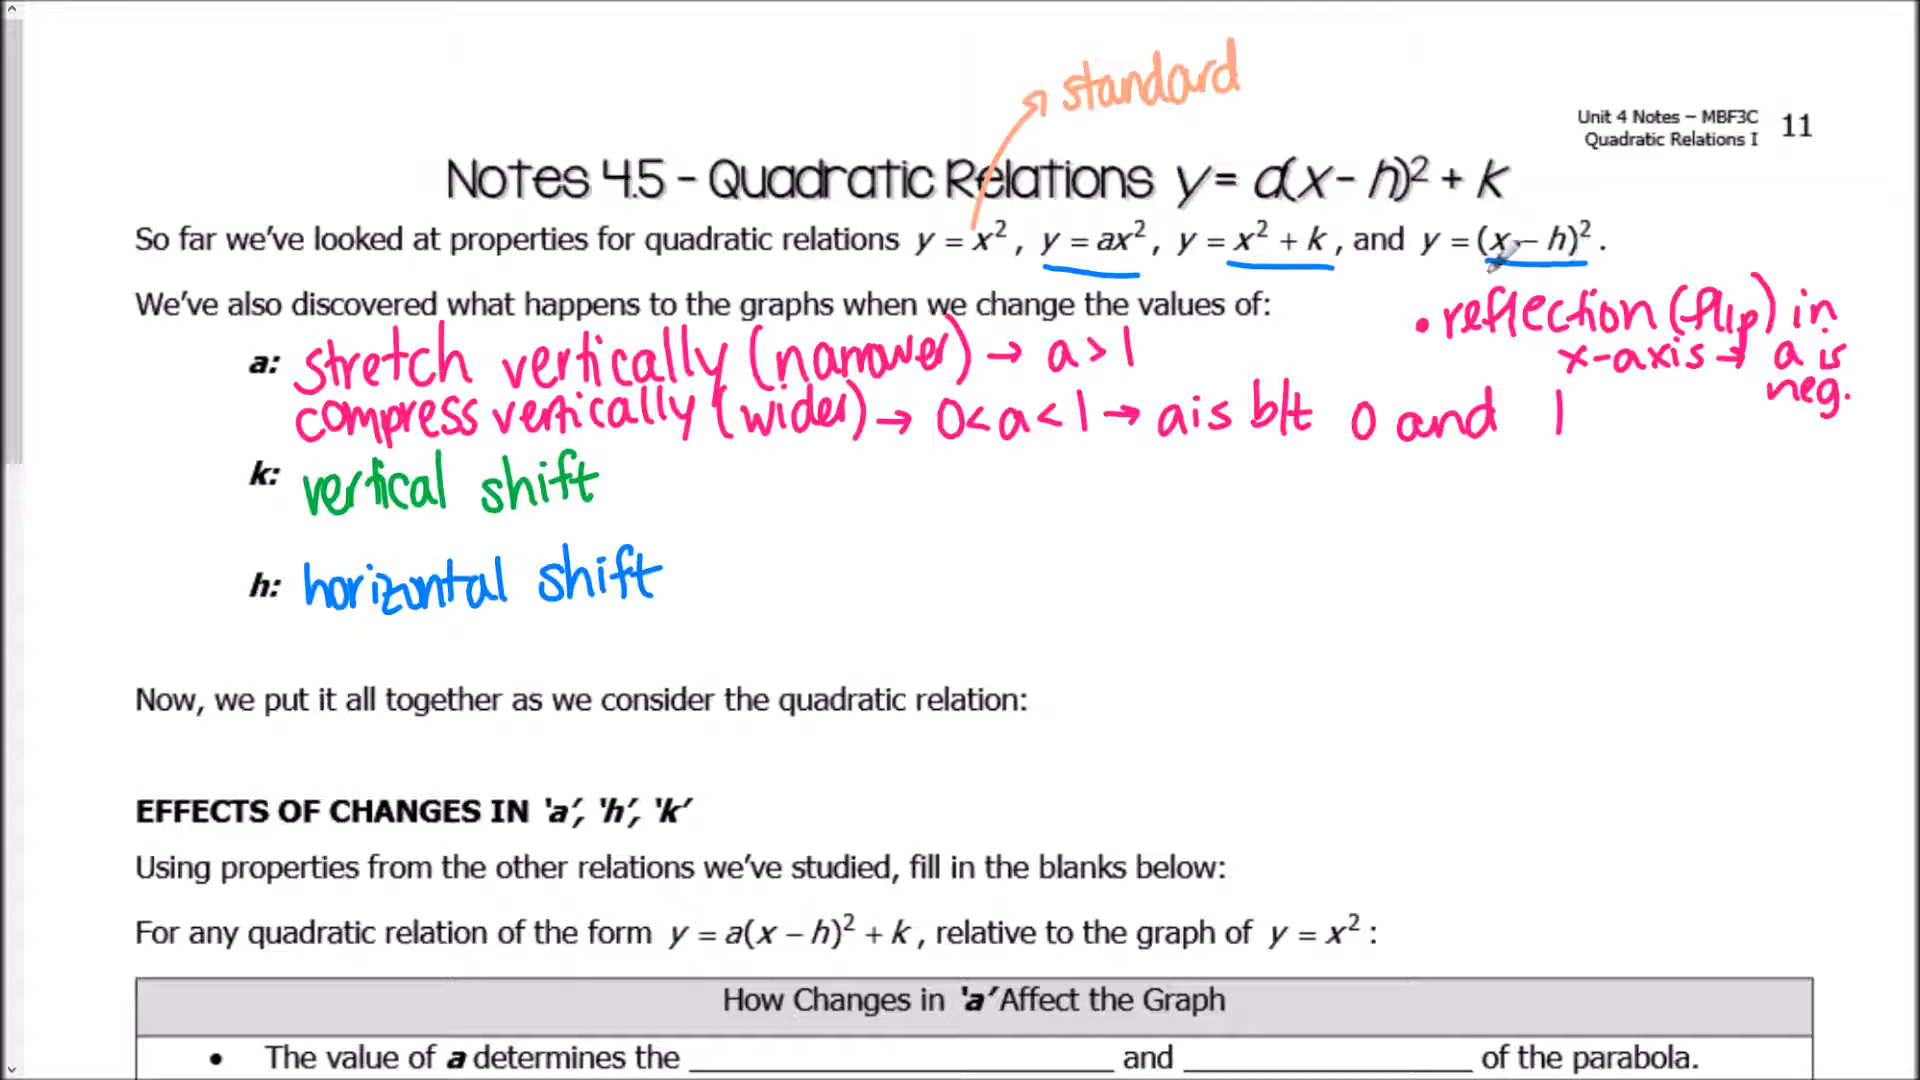 standard
Unit 4 Notes – MBF3C
Quadratic Relations I
11
Notes 4.5 – Quadratic Relations y = a(x – h)² + k
So far we've looked at properties for quadratic relations y = x², y = ax², y = x² + k, and y = (x – h)².
We've also discovered what happens to the graphs when we change the values of:
• reflection (flip) in
x-axis → a is
neg.
a: stretch vertically (narrower) → a > 1
compress vertically (wider) → 0 < a < 1 → a is b/t 0 and 1
k: vertical shift
h: horizontal shift
Now, we put it all together as we consider the quadratic relation:
EFFECTS OF CHANGES IN 'a', 'h', 'k'
Using properties from the other relations we've studied, fill in the blanks below:
For any quadratic relation of the form y = a(x – h)² + k, relative to the graph of y = x²:
How Changes in 'a' Affect the Graph
• The value of a determines the ______________ and ______________ of the parabola.